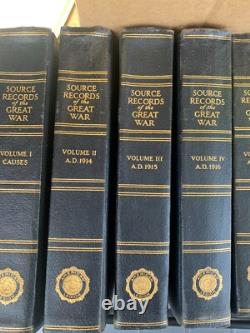 SOURCE
RECORDS
of the
GREAT
WAR
VOLUME I
CAUSES
SOURCE
RECORDS
of the
GREAT
WAR
VOLUME II
A.D. 1914
SOURCE
RECORDS
of the
GREAT
WAR
VOLUME III
A.D. 1915
SOURCE
RECORDS
of the
GREAT
WAR
VOLUME IV
A.D. 1916